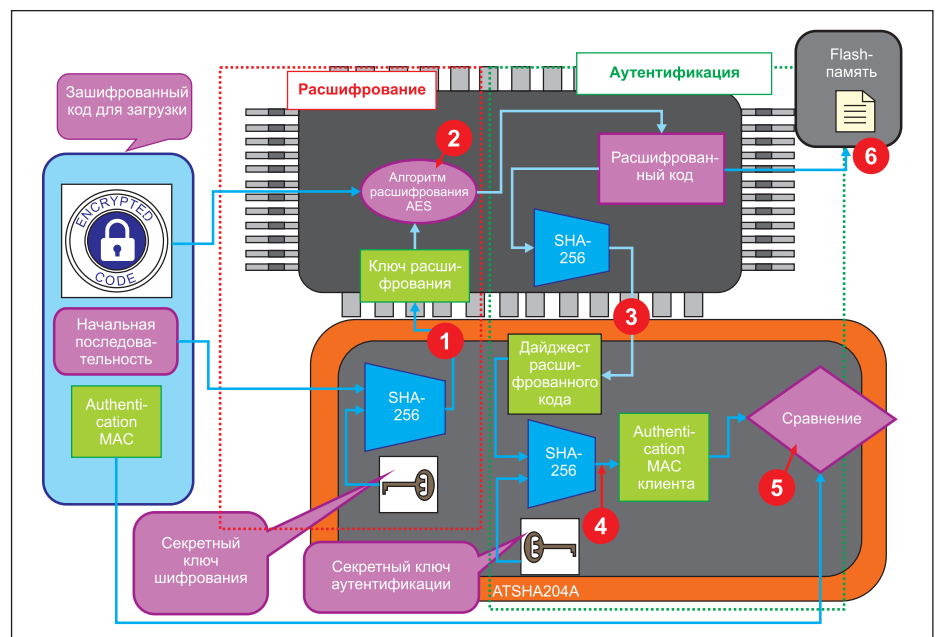 Зашифрованный
код для загрузки
ENCRYPTED
CODE
Начальная
последова-
тельность
Authenti-
cation
MAC
Расшифрование
Аутентификация
Flash-
память
2
Алгоритм
расшифрования
AES
Расшифрован-
ный код
6
SHA-
256
Ключ расши-
фрования
1
3
SHA-
256
Дайджест
расши-
фрованного
кода
SHA-
256
4
Authenti-
cation
MAC
клиента
Сравнение
5
Секретный
ключ
шифрования
Секретный ключ
аутентификации
ATSHA204A